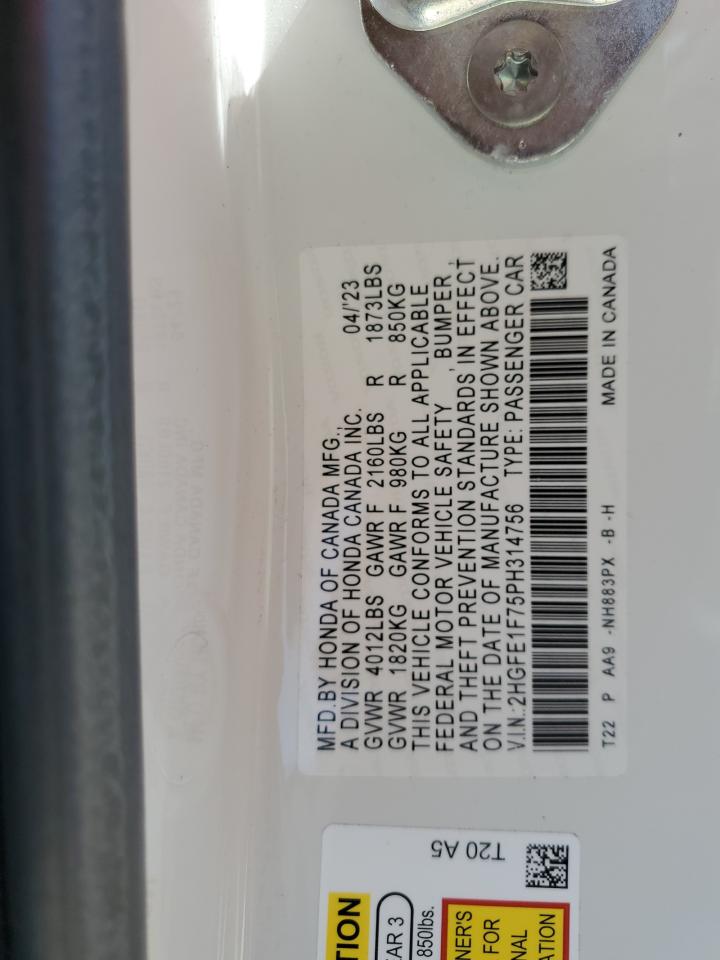 MFD.BY HONDA OF CANADA MFG.,
A DIVISION OF HONDA CANADA INC. 04/'23
GVWR 4012LBS GAWR F 2160LBS R 1873LBS
GVWR 1820KG GAWR F 980KG R 850KG
THIS VEHICLE CONFORMS TO ALL APPLICABLE
FEDERAL MOTOR VEHICLE SAFETY , BUMPER ,
AND THEFT PREVENTION STANDARDS IN EFFECT
ON THE DATE OF MANUFACTURE SHOWN ABOVE.
V.I.N.:2HGFE1F75PH314756 TYPE: PASSENGER CAR
T22 P AA9 -NH883PX -B -H MADE IN CANADA
TION
AR 3
850lbs.
NER'S
FOR
NAL
ATION
T20 A5